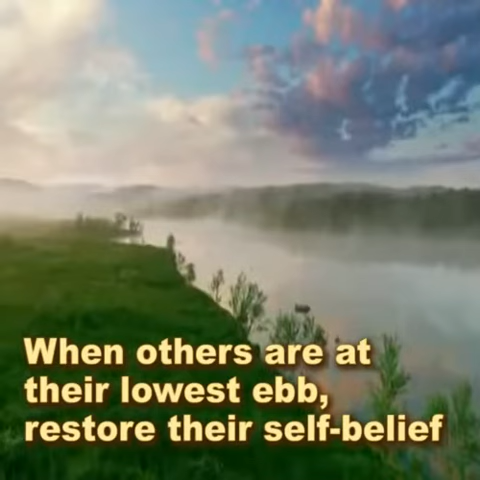 When others are at
their lowest ebb,
restore their self-belief